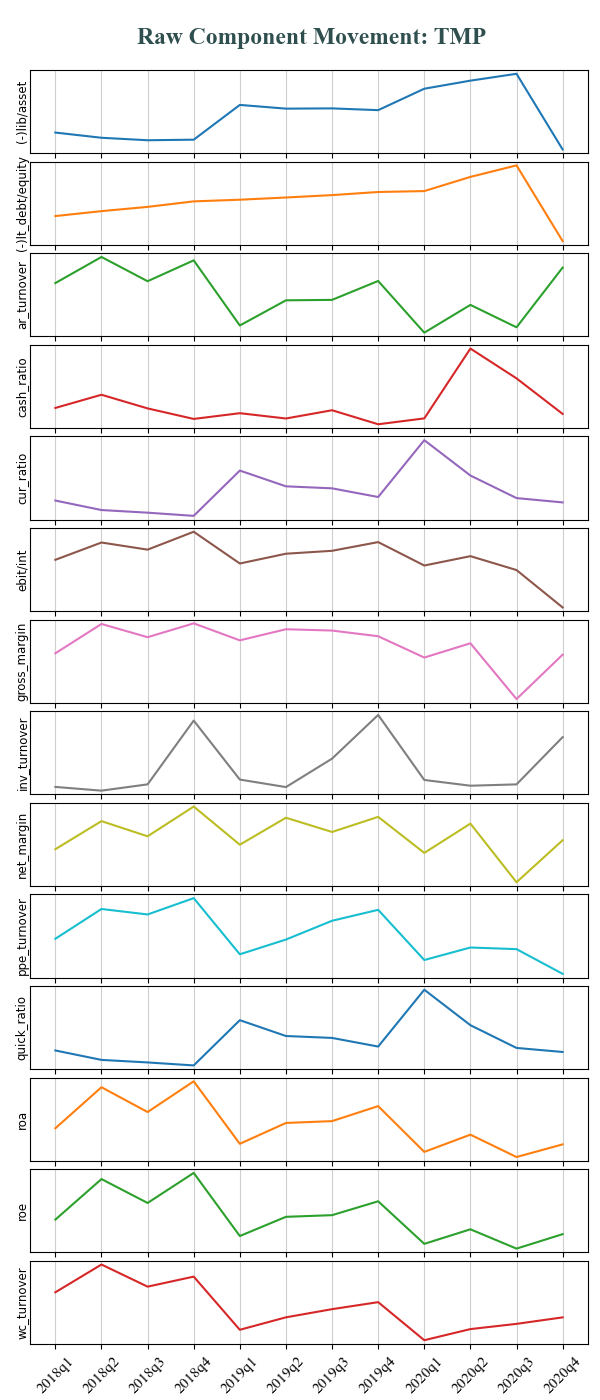 Raw Component Movement: TMP
(-)lib/asset
(-)lt_debt/equity
ar_turnover
cash_ratio
cur_ratio
ebit/int
gross_margin
inv_turnover
net_margin
ppe_turnover
quick_ratio
roa
roe
wc_turnover
2018q1 2018q2 2018q3 2018q4 2019q1 2019q2 2019q3 2019q4 2020q1 2020q2 2020q3 2020q4